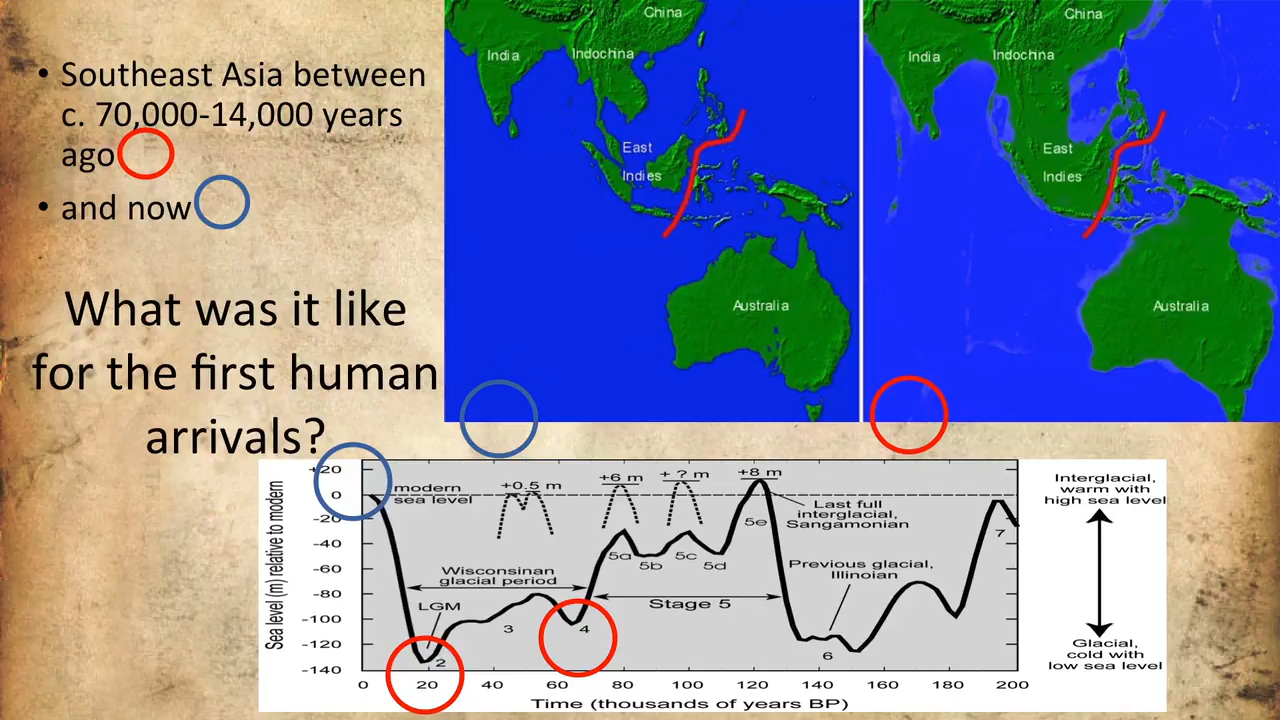 • Southeast Asia between
c. 70,000-14,000 years
ago
• and now
What was it like
for the first human
arrivals?
China
India
Indochina
East
Indies
Australia
China
India
Indochina
East
Indies
Australia
Sea level (m) relative to modern
+20
0
-20
-40
-60
-80
-100
-120
-140
modern
sea level
+0.5 m
+6 m
+ ? m
+8 m
Last full
interglacial,
Sangamonian
5e
5a
5b
5c
5d
7
Wisconsinan
glacial period
Previous glacial,
Illinoian
LGM
Stage 5
2
3
4
6
0 20 40 60 80 100 120 140 160 180 200
Time (thousands of years BP)
Interglacial,
warm with
high sea level
Glacial,
cold with
low sea level